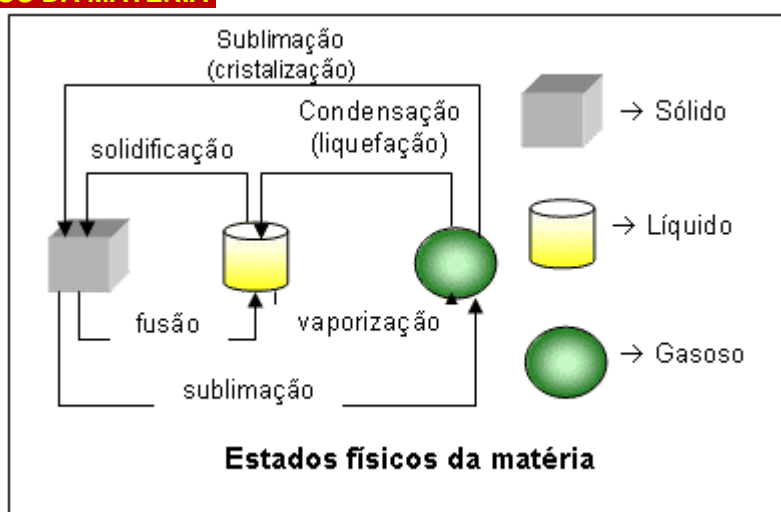 Sublimação
(cristalização)
Condensação
(liquefação)
solidificação
→ Sólido
→ Líquido
fusão
vaporização
→ Gasoso
sublimação
Estados físicos da matéria